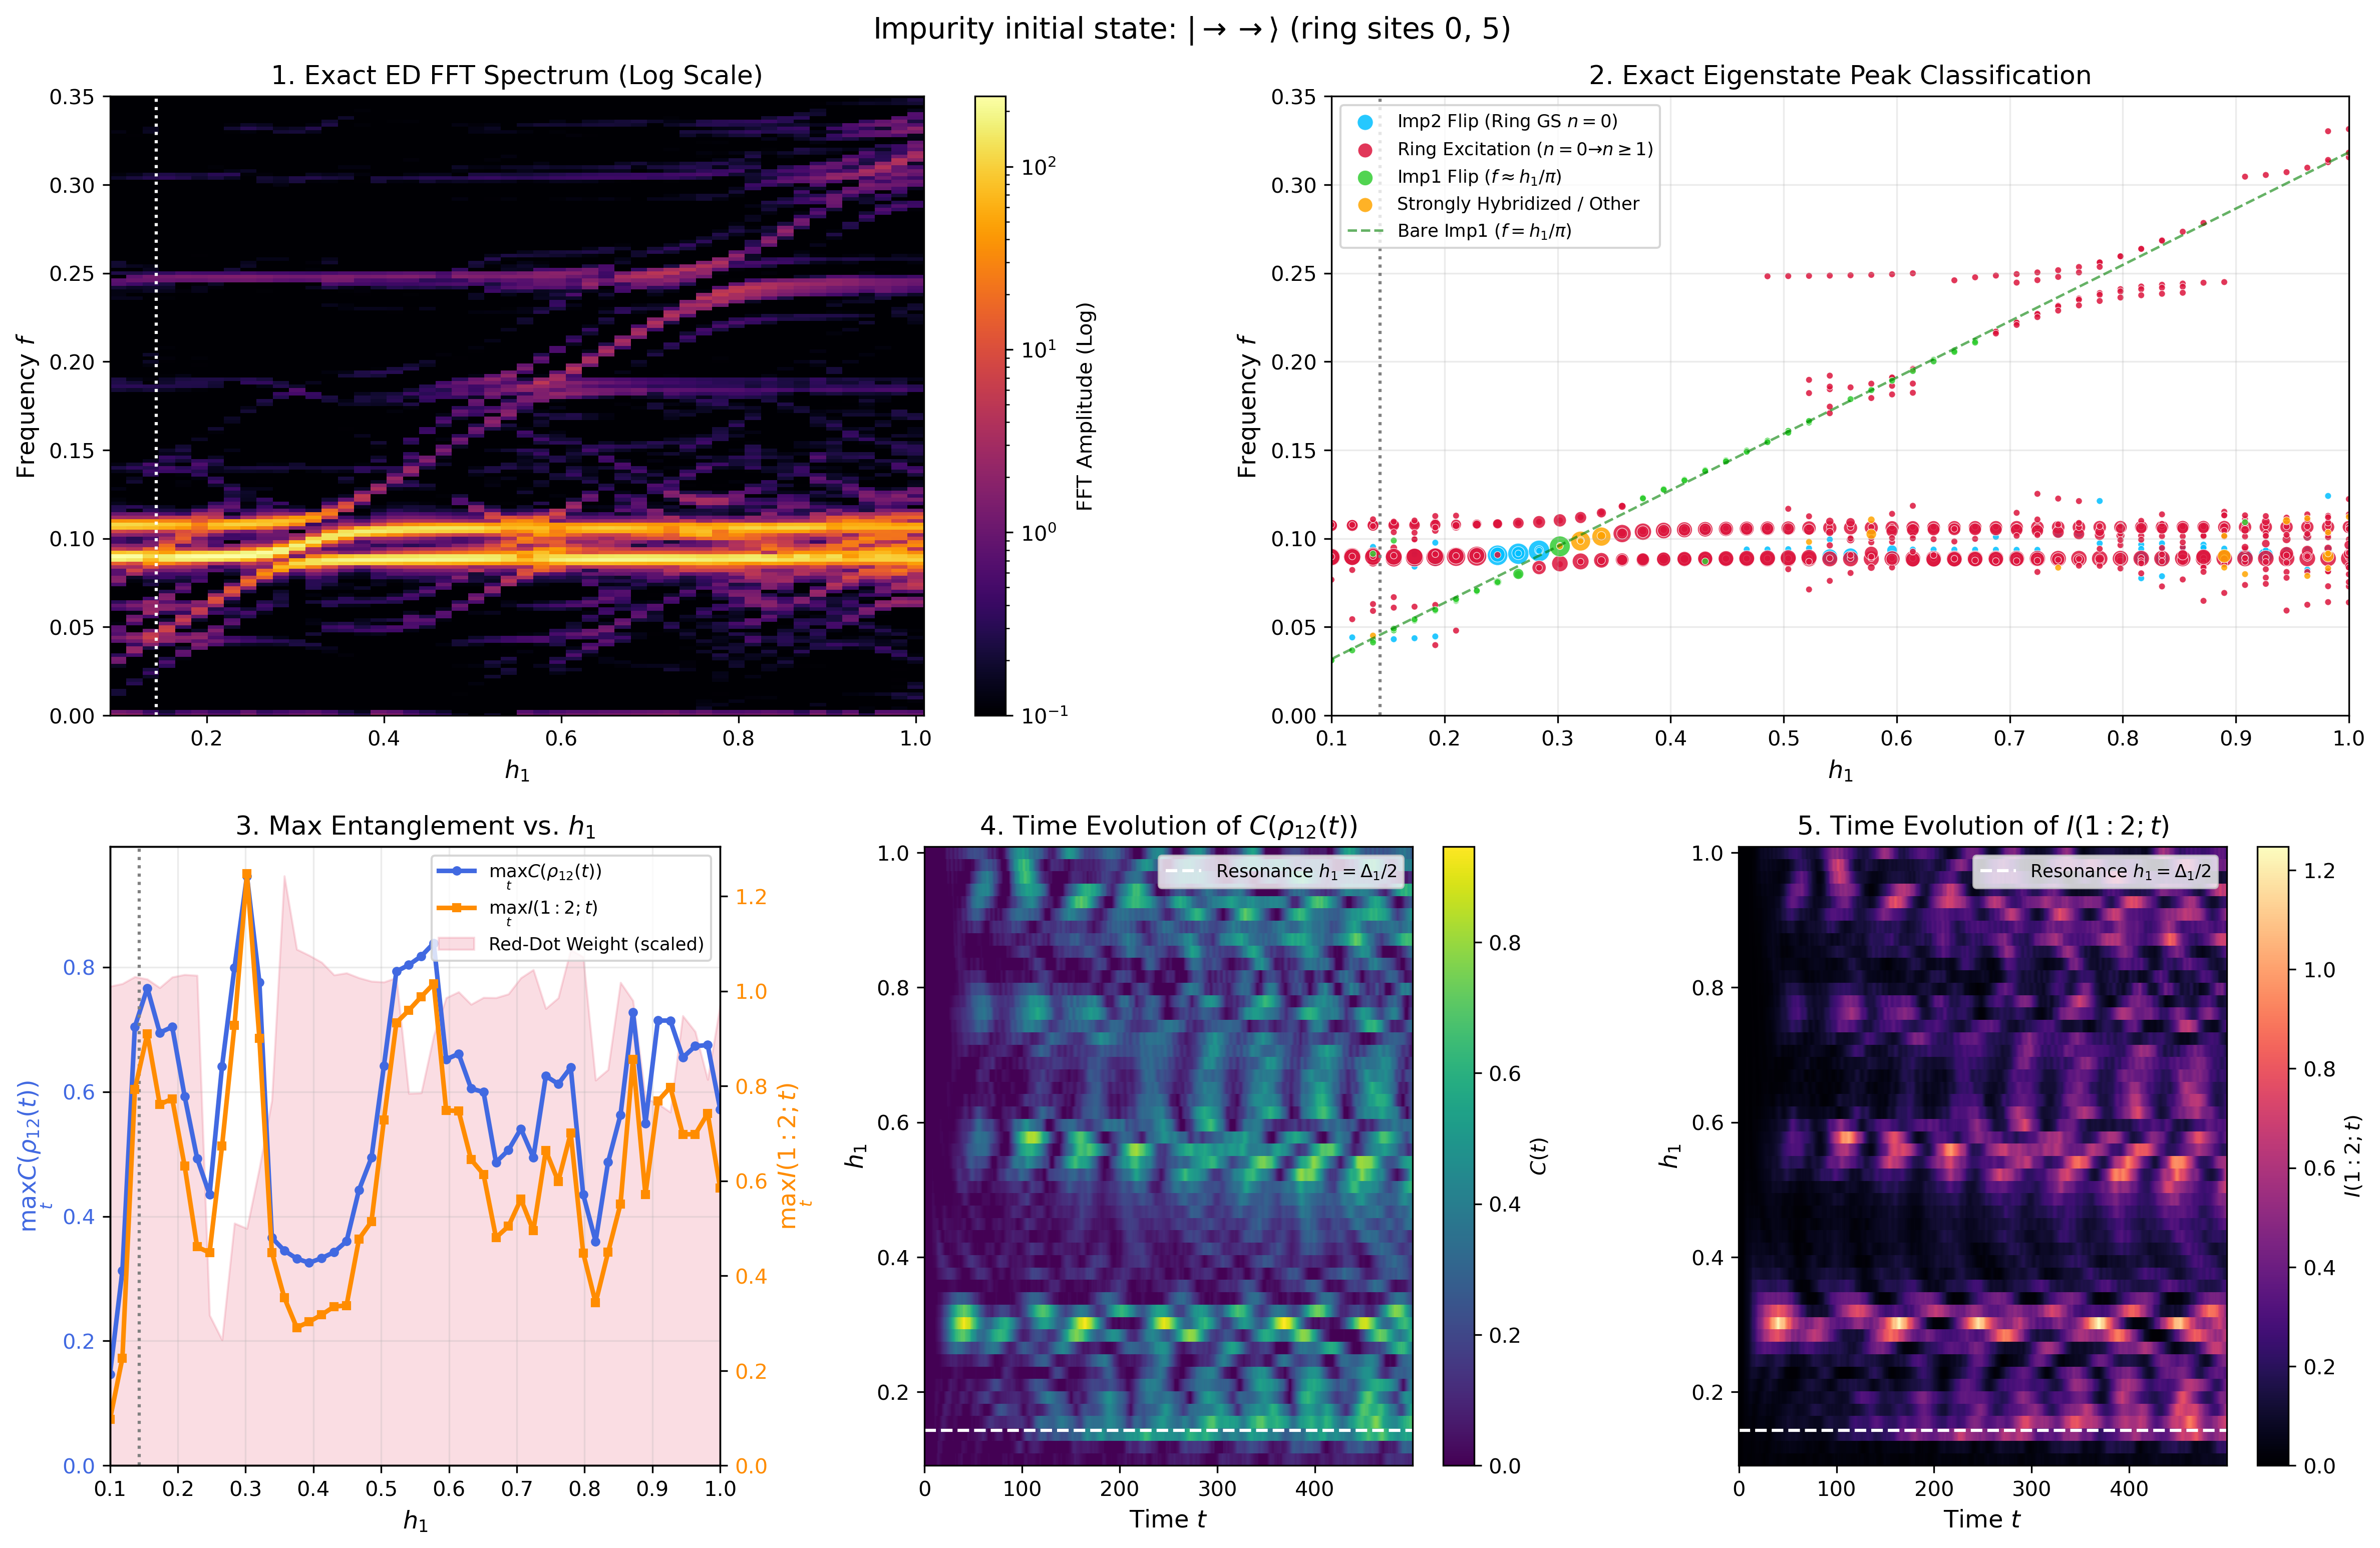 Impurity initial state: |→→⟩ (ring sites 0, 5)
1. Exact ED FFT Spectrum (Log Scale)
Frequency f
0.35
0.30
0.25
0.20
0.15
0.10
0.05
0.00
0.2
0.4
0.6
0.8
1.0
h₁
10²
10¹
10⁰
10⁻¹
FFT Amplitude (Log)
2. Exact Eigenstate Peak Classification
Frequency f
0.35
0.30
0.25
0.20
0.15
0.10
0.05
0.00
Imp2 Flip (Ring GS n = 0)
Ring Excitation (n = 0→n ≥ 1)
Imp1 Flip (f ≈ h₁/π)
Strongly Hybridized / Other
Bare Imp1 (f = h₁/π)
0.1
0.2
0.3
0.4
0.5
0.6
0.7
0.8
0.9
1.0
h₁
3. Max Entanglement vs. h₁
max C(ρ₁₂(t))
t
0.8
0.6
0.4
0.2
0.0
max C(ρ₁₂(t))
t
max I(1 : 2; t)
t
Red-Dot Weight (scaled)
1.2
1.0
0.8
0.6
0.4
0.2
0.0
max I(1 : 2; t)
t
0.1
0.2
0.3
0.4
0.5
0.6
0.7
0.8
0.9
1.0
h₁
4. Time Evolution of C(ρ₁₂(t))
h₁
1.0
0.8
0.6
0.4
0.2
Resonance h₁ = Δ₁/2
0
100
200
300
400
Time t
0.8
0.6
0.4
0.2
0.0
C(t)
5. Time Evolution of I(1 : 2; t)
h₁
1.0
0.8
0.6
0.4
0.2
Resonance h₁ = Δ₁/2
0
100
200
300
400
Time t
1.2
1.0
0.8
0.6
0.4
0.2
0.0
I(1 : 2; t)